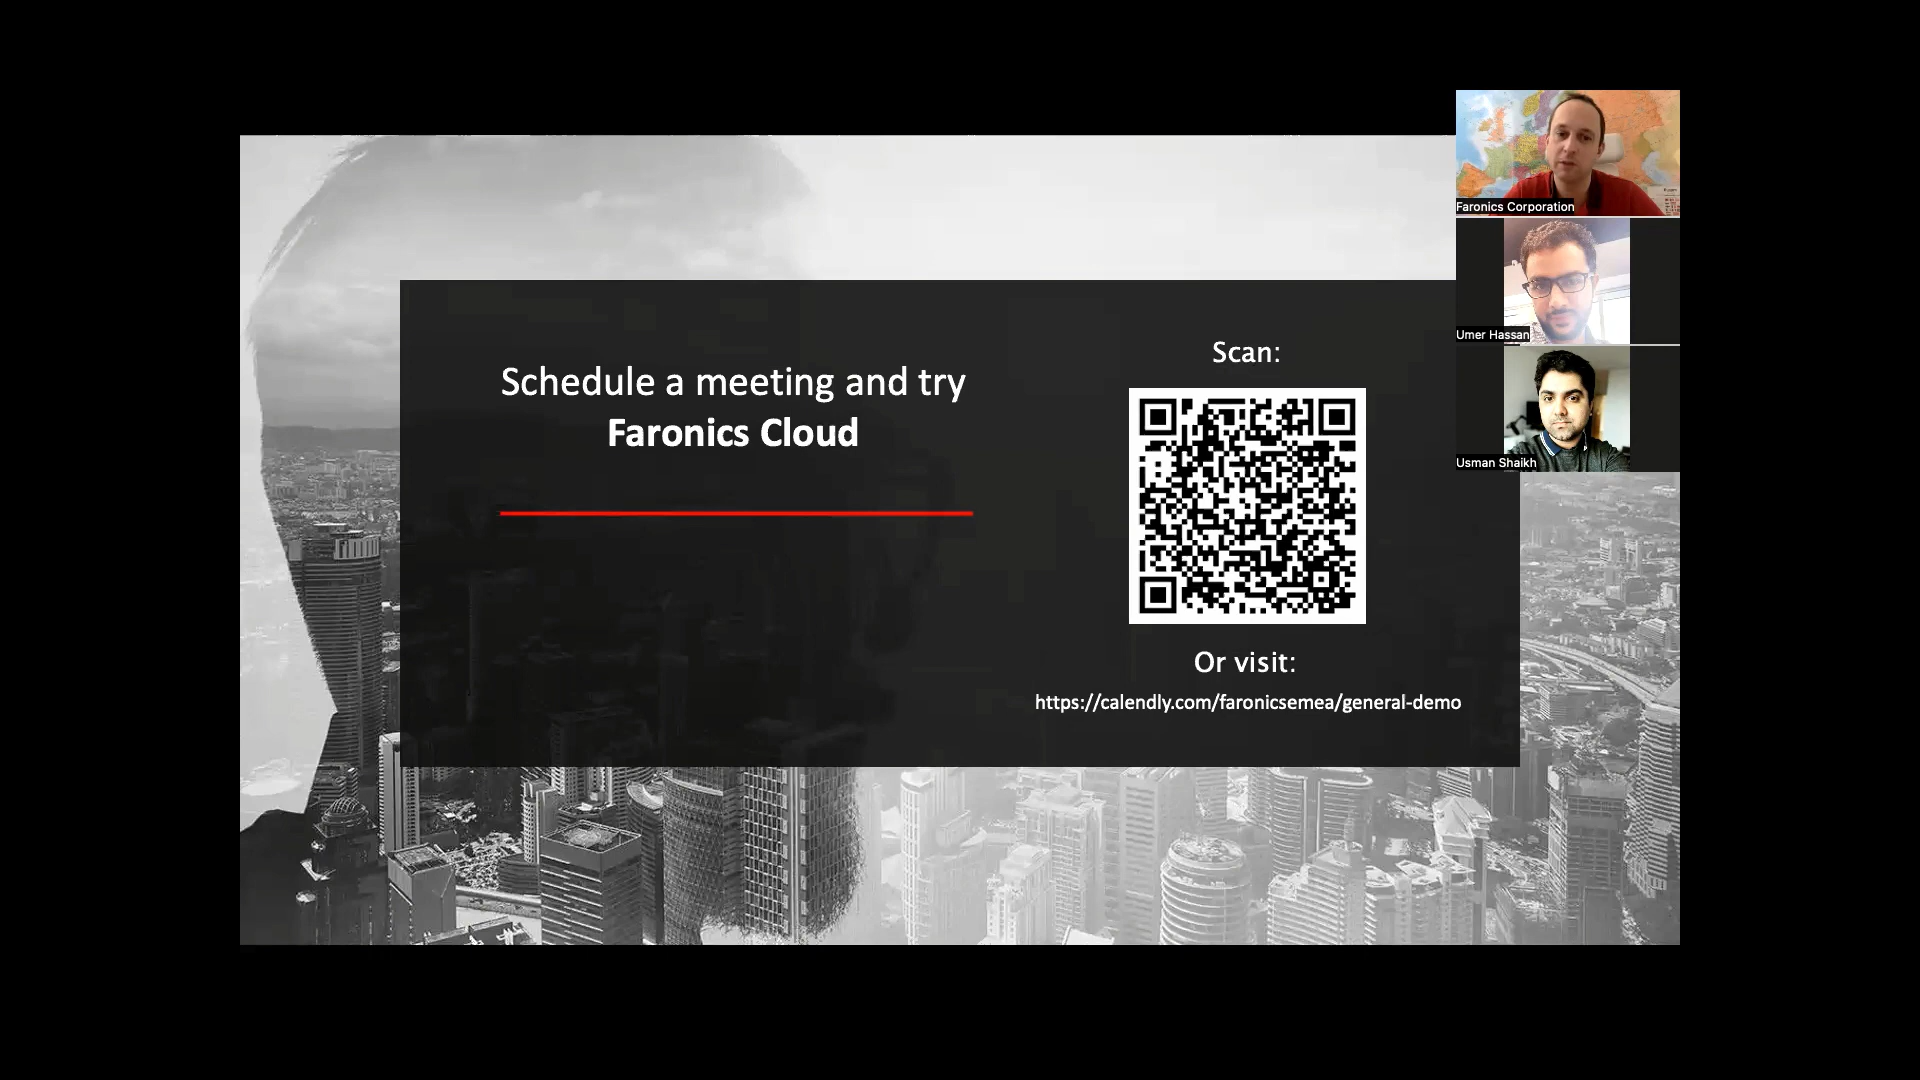 Schedule a meeting and try
Faronics Cloud
Scan:
Or visit:
https://calendly.com/faronicsemea/general-demo
Faronics Corporation
Umer Hassan
Usman Shaikh